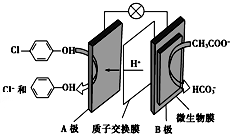 Cl OH
CH₃COO⁻
H⁺
Cl⁻ 和 OH
HCO₃⁻
微生物膜
A 极 质子交换膜 B 极